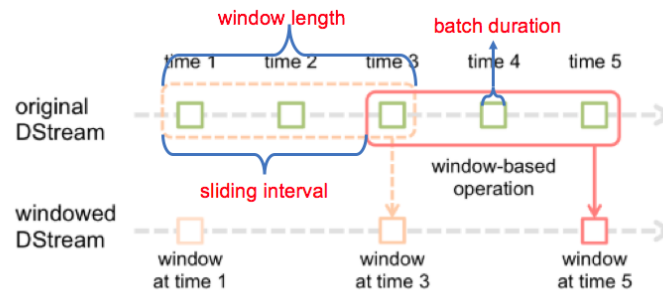 window length
batch duration
time 1
time 2
time 3
time 4
time 5
original
DStream
sliding interval
window-based
operation
windowed
DStream
window
at time 1
window
at time 3
window
at time 5